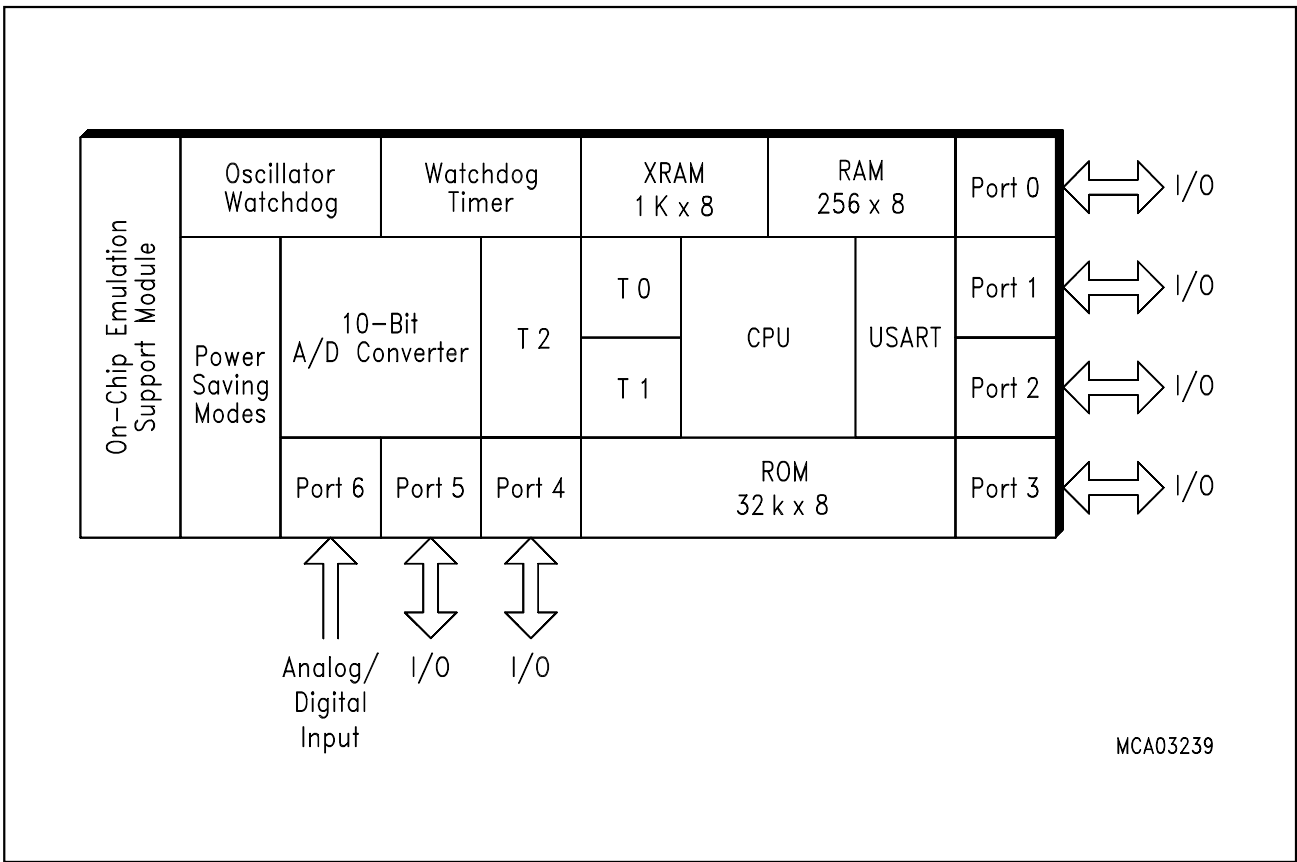 On-Chip Emulation
Support Module
Oscillator
Watchdog
Watchdog
Timer
XRAM
1 K x 8
RAM
256 x 8
Port 0
I/O
Power
Saving
Modes
10-Bit
A/D Converter
T 2
T 0
T 1
CPU
USART
Port 1
I/O
Port 2
I/O
Port 6
Port 5
Port 4
ROM
32 k x 8
Port 3
I/O
Analog/
Digital
Input
I/O
I/O
MCA03239